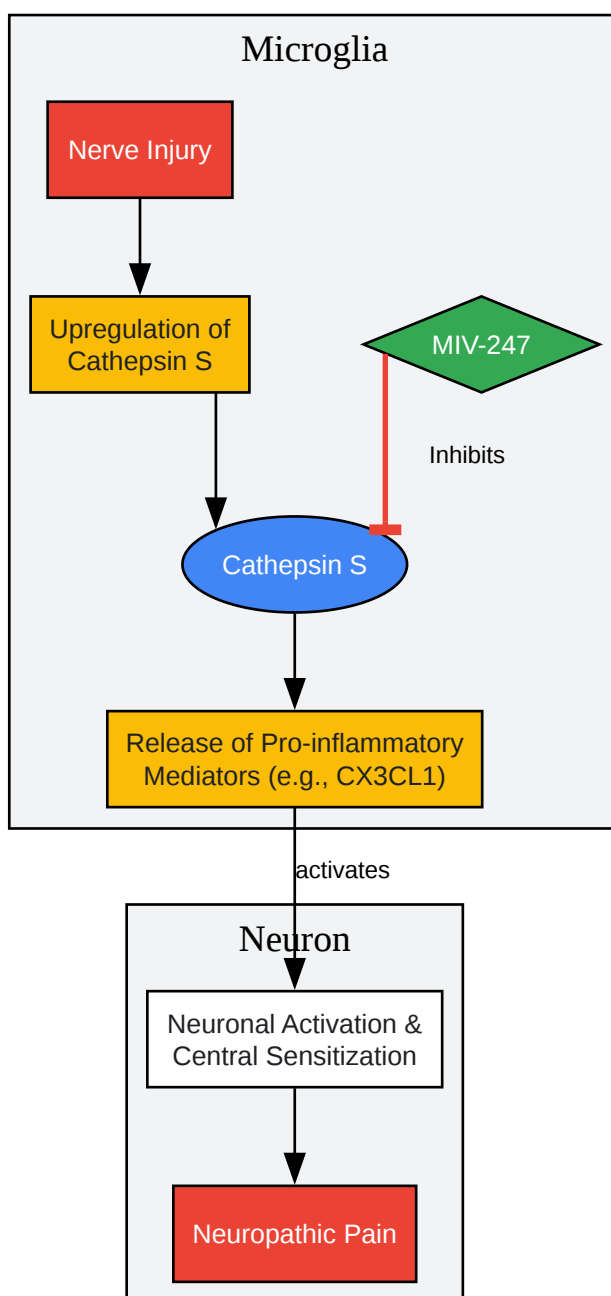 Microglia
Nerve Injury
Upregulation of
Cathepsin S
MIV-247
Inhibits
Cathepsin S
Release of Pro-inflammatory
Mediators (e.g., CX3CL1)
activates
Neuron
Neuronal Activation &
Central Sensitization
Neuropathic Pain